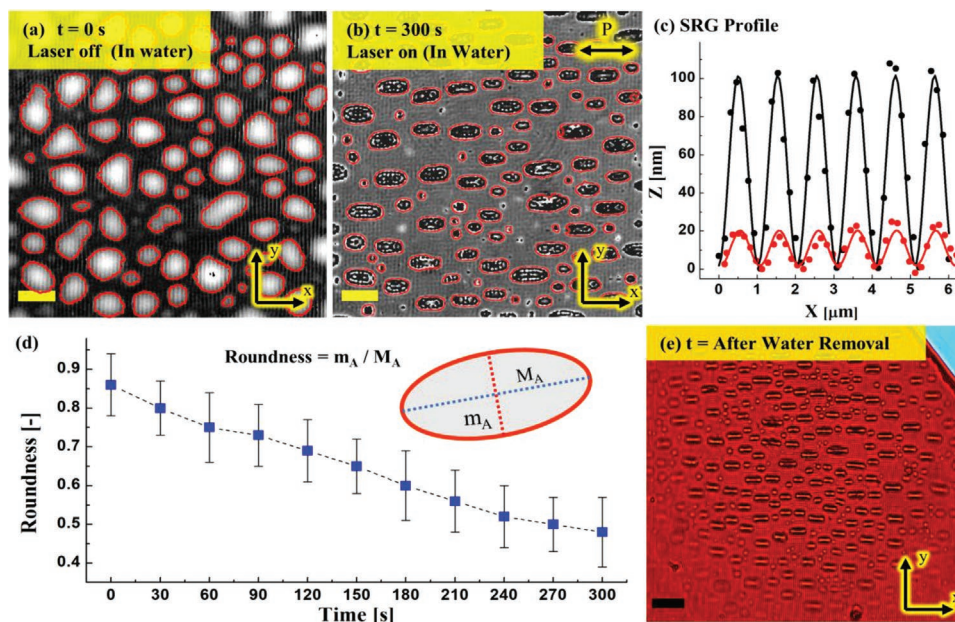 (a) t = 0 s
Laser off (In water)
y
x
(b) t = 300 s
Laser on (In Water)
P
y
x
(c) SRG Profile
Z [nm]
100
80
60
40
20
0
0 1 2 3 4 5 6
X [μm]
(d)
Roundness = mA / MA
MA
mA
Roundness [-]
0.9
0.8
0.7
0.6
0.5
0.4
0 30 60 90 120 150 180 210 240 270 300
Time [s]
(e) t = After Water Removal
y
x